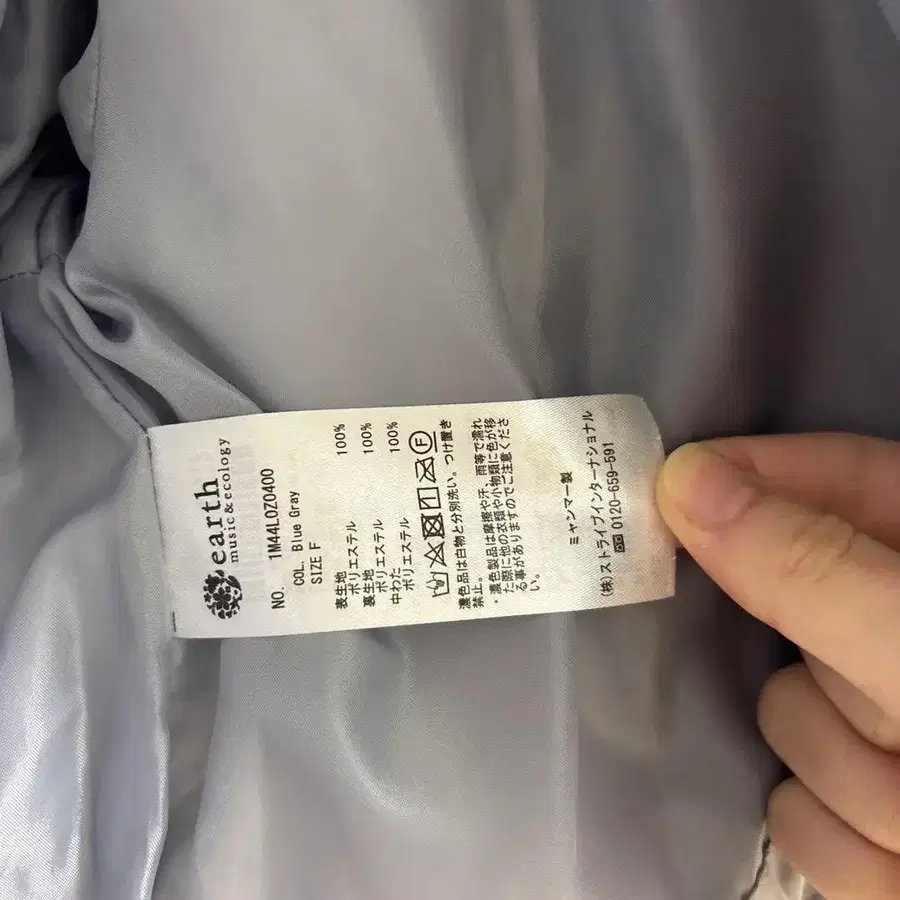 earth
music&ecology
NO. 1M44L0Z0400
COL. Blue Gray
SIZE F
表生地
ポリエステル 100%
裏生地
ポリエステル 100%
中わた
ポリエステル 100%
F
濃色品は白物と分別洗い。つけ置き
禁止。
・濃色製品は摩擦や汗、雨等で濡れ
た際に他の衣類や小物類に色が移
る事がありますのでご注意くださ
い。
ミャンマー製
(株)ストライプインターナショナル
0120-659-591